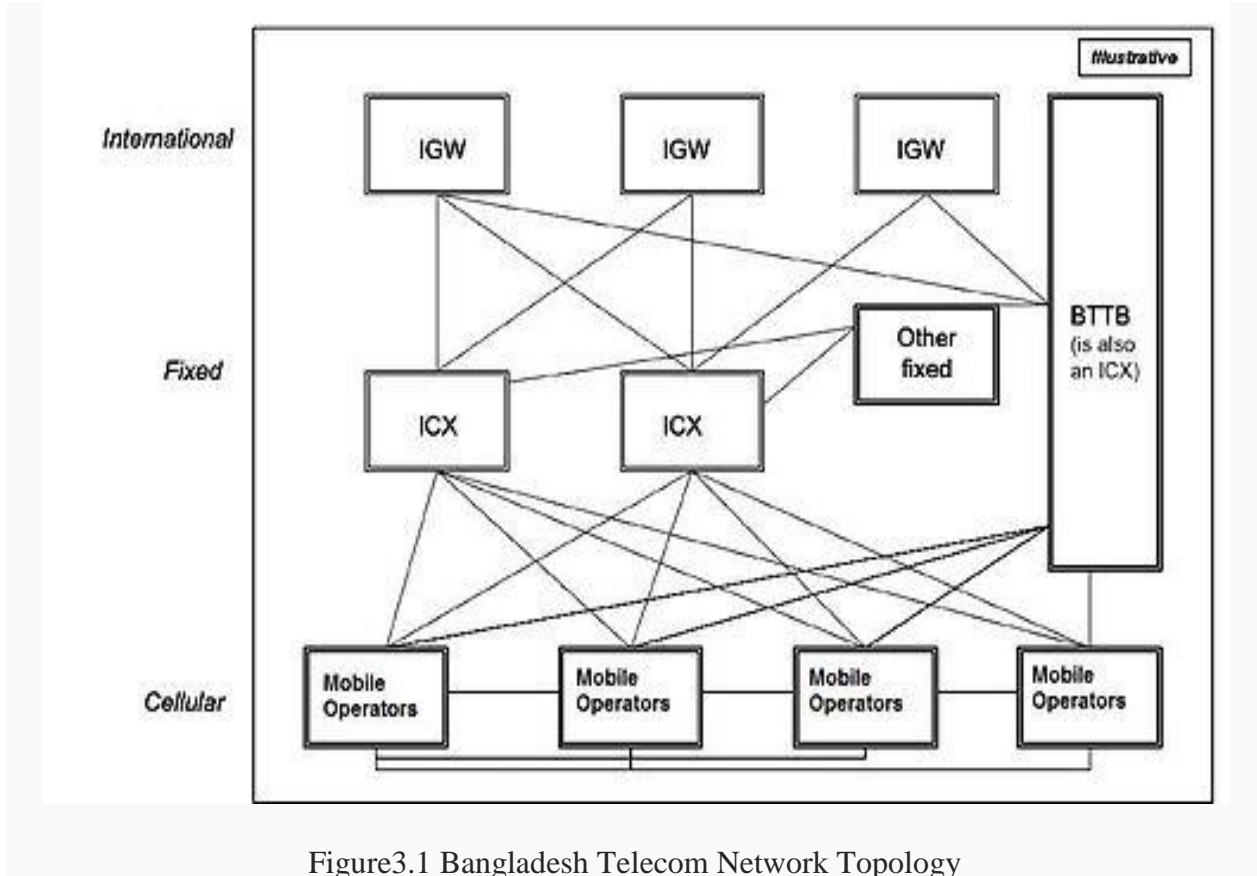 Illustrative
International
IGW
IGW
IGW
BTTB
(is also
an ICX)
Other
fixed
Fixed
ICX
ICX
Cellular
Mobile
Operators
Mobile
Operators
Mobile
Operators
Mobile
Operators
Figure3.1 Bangladesh Telecom Network Topology